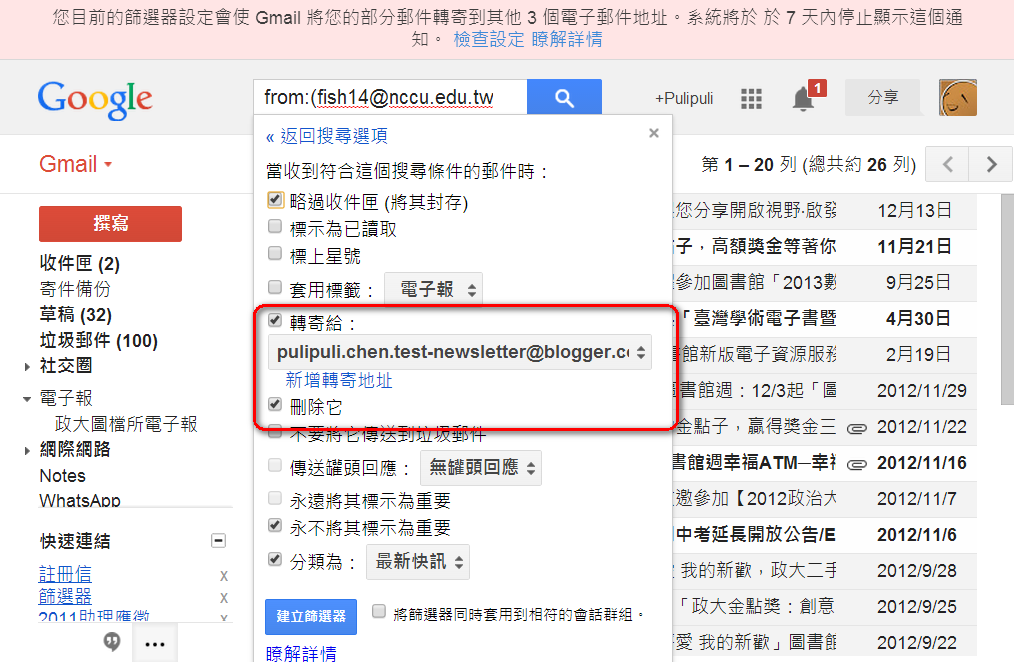 您目前的篩選器設定會使 Gmail 將您的部分郵件轉寄到其他 3 個電子郵件地址。系統將於 於 7 天內停止顯示這個通
知。 檢查設定 瞭解詳情
Google
from:(fish14@nccu.edu.tw
+Pulipuli
1
分享
Gmail
« 返回搜尋選項
×
第 1 – 20 列 (總共約 26 列)
撰寫
收件匣 (2)
寄件備份
草稿 (32)
垃圾郵件 (100)
社交圈
電子報
政大圖檔所電子報
網際網路
Notes
WhatsApp
快速連結
註冊信 x
篩選器 x
2011助理應徵 x
當收到符合這個搜尋條件的郵件時：
略過收件匣 (將其封存)
標示為已讀取
標上星號
套用標籤： 電子報
轉寄給：
pulipuli.chen.test-newsletter@blogger.c
新增轉寄地址
刪除它
不要將它傳送到垃圾郵件
傳送罐頭回應： 無罐頭回應
永遠將其標示為重要
永不將其標示為重要
分類為： 最新快訊
建立篩選器 將篩選器同時套用到相符的會話群組。
瞭解詳情
您分享開啟視野‧啟發 12月13日
子，高額獎金等著你 11月21日
參加圖書館「2013數 9月25日
「臺灣學術電子書暨 4月30日
書館新版電子資源服務 2月19日
書館週：12/3起「圖 2012/11/29
金點子，贏得獎金三 2012/11/22
書館週幸福ATM─幸福 2012/11/16
邀參加【2012政治大 2012/11/7
中考延長開放公告/E 2012/11/6
我的新歡，政大二手 2012/9/28
「政大金點獎：創意 2012/9/25
愛 我的新歡」圖書館 2012/9/22